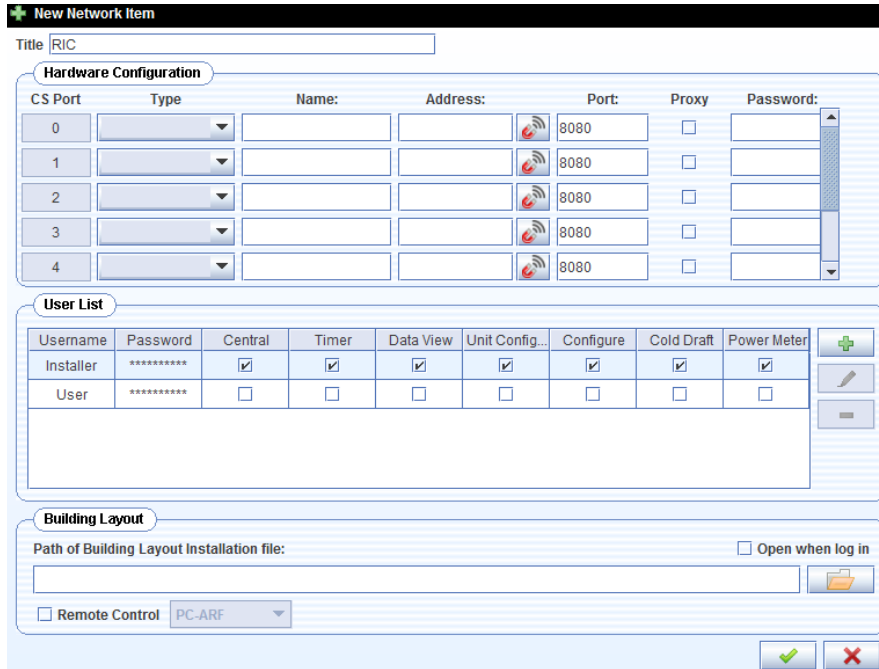 New Network Item
Title RIC
Hardware Configuration
CS Port Type Name: Address: Port: Proxy Password:
0 8080
1 8080
2 8080
3 8080
4 8080
User List
Username Password Central Timer Data View Unit Config... Configure Cold Draft Power Meter
Installer **********
User **********
Building Layout
Path of Building Layout Installation file: Open when log in
Remote Control PC-ARF